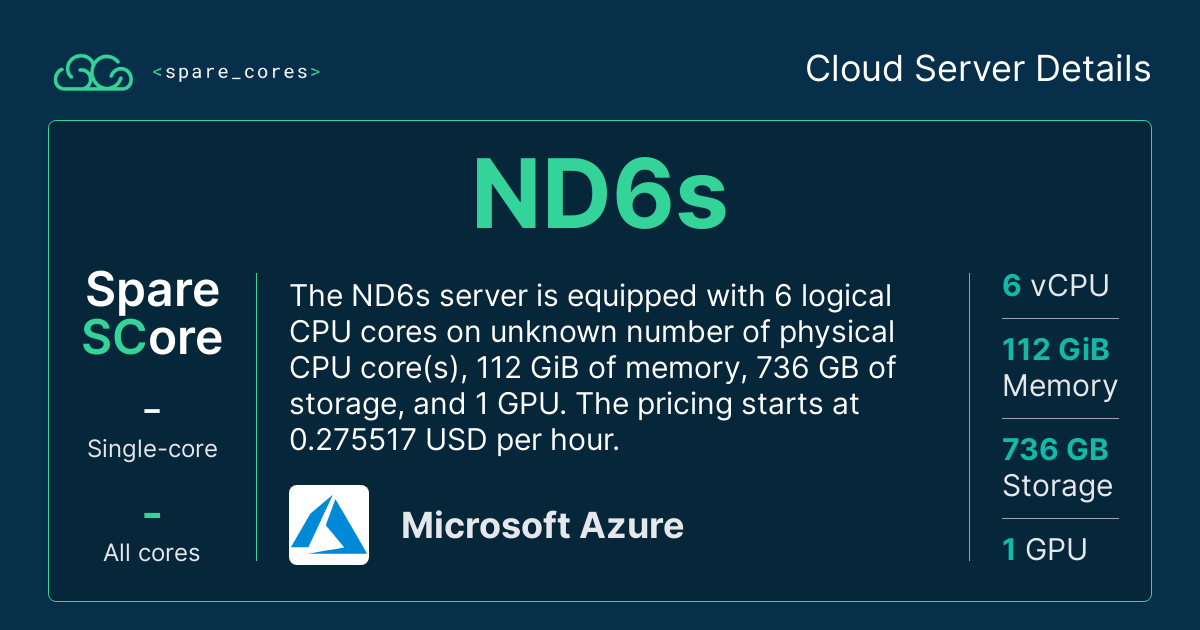 <spare_cores>
Cloud Server Details
ND6s
Spare
SCore
–
Single-core
–
All cores
The ND6s server is equipped with 6 logical
CPU cores on unknown number of physical
CPU core(s), 112 GiB of memory, 736 GB of
storage, and 1 GPU. The pricing starts at
0.275517 USD per hour.
Microsoft Azure
6 vCPU
112 GiB
Memory
736 GB
Storage
1 GPU